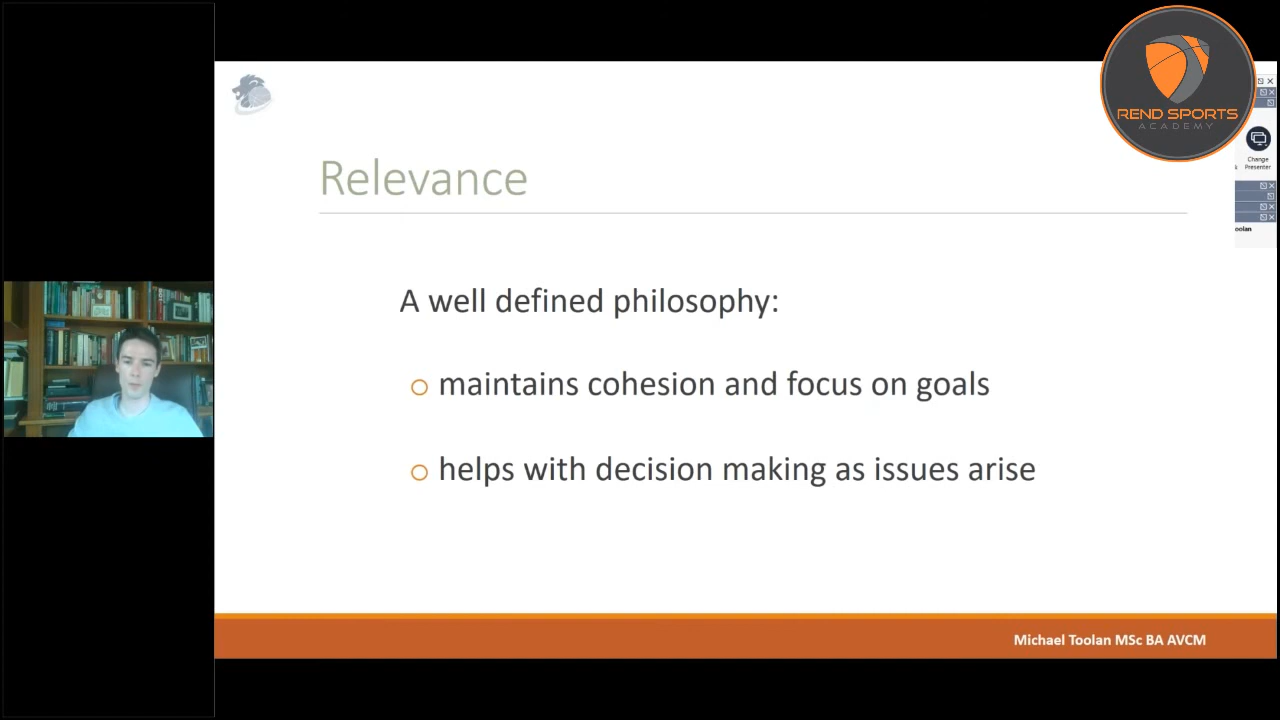 REND SPORTS
ACADEMY
Change
Presenter
oolan
Relevance
A well defined philosophy:
maintains cohesion and focus on goals
helps with decision making as issues arise
Michael Toolan MSc BA AVCM